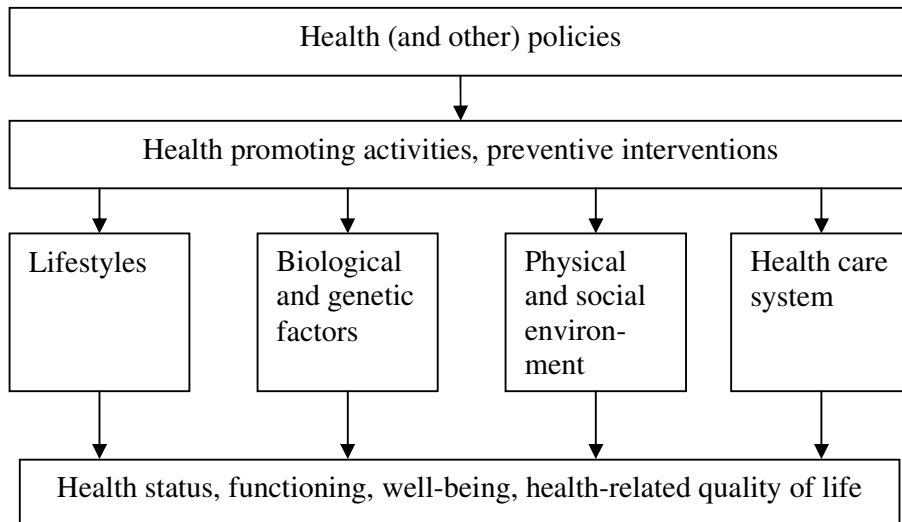 Health (and other) policies
Health promoting activities, preventive interventions
Lifestyles
Biological
and genetic
factors
Physical
and social
environ-
ment
Health care
system
Health status, functioning, well-being, health-related quality of life